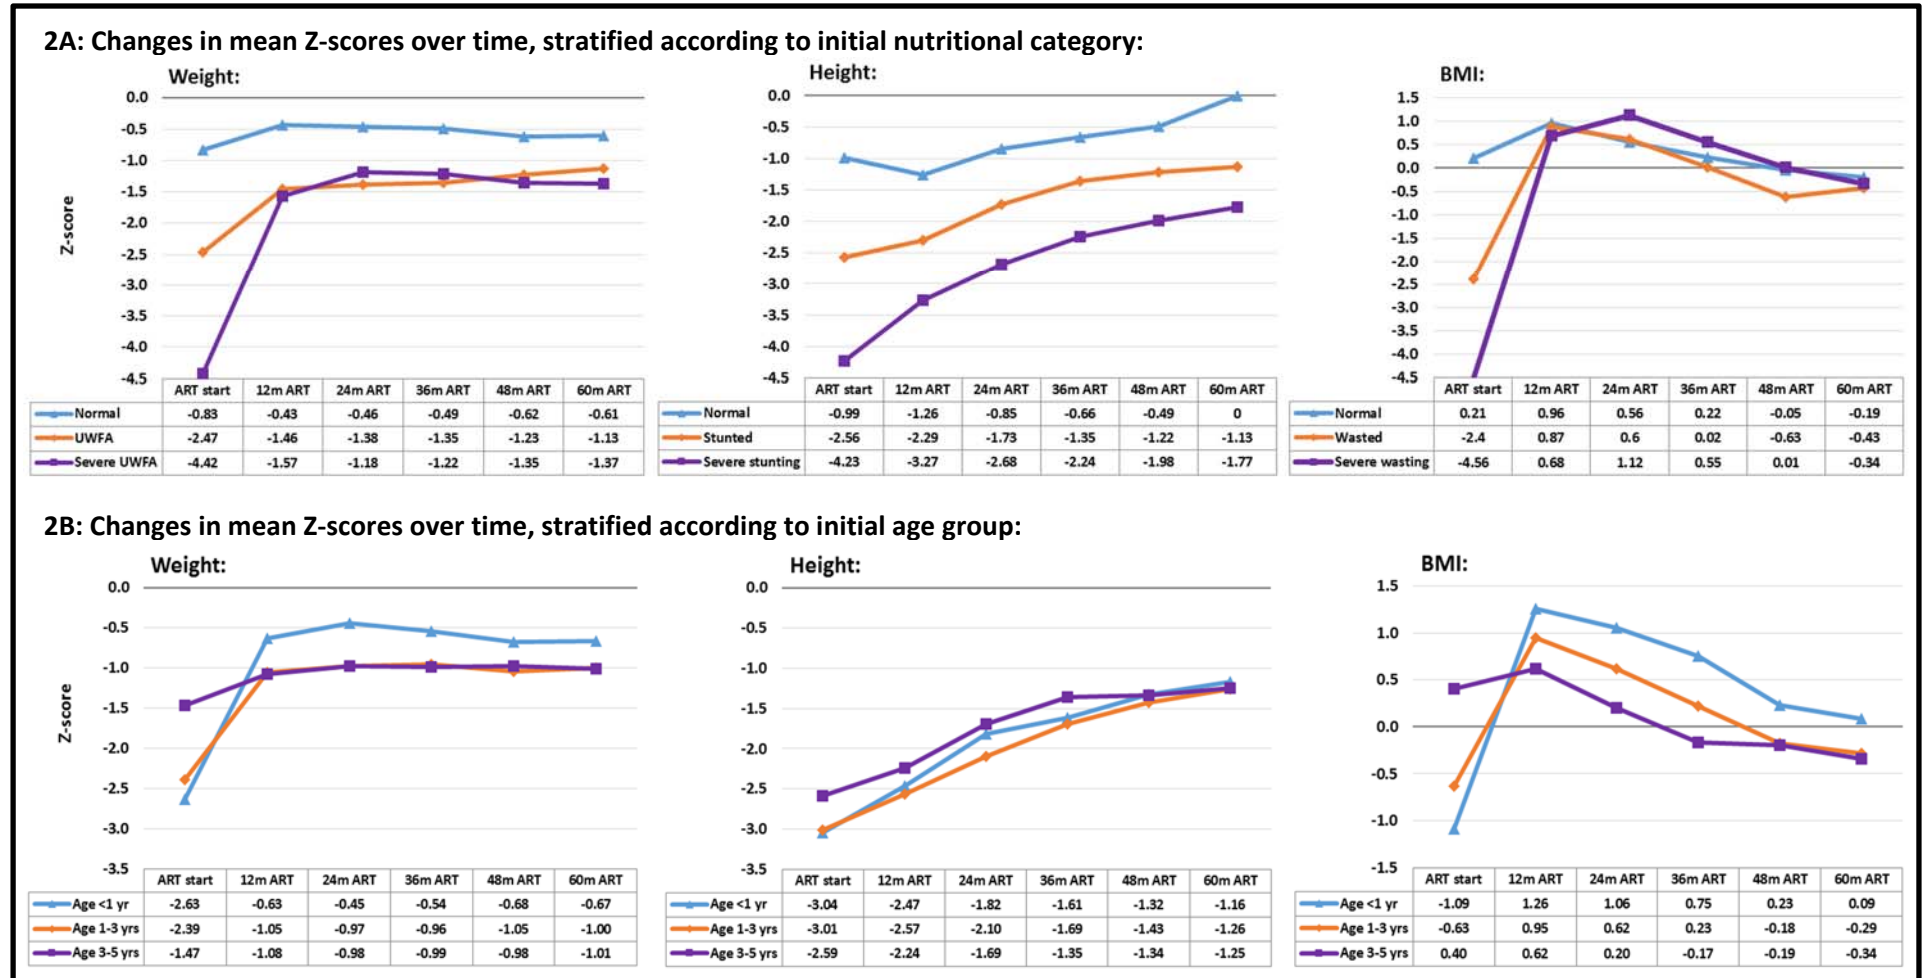 2A: Changes in mean Z-scores over time, stratified according to initial nutritional category:
Weight:
Z-score
0.0
-0.5
-1.0
-1.5
-2.0
-2.5
-3.0
-3.5
-4.0
-4.5
ART start 12m ART 24m ART 36m ART 48m ART 60m ART
Normal -0.83 -0.43 -0.46 -0.49 -0.62 -0.61
UWFA -2.47 -1.46 -1.38 -1.35 -1.23 -1.13
Severe UWFA -4.42 -1.57 -1.18 -1.22 -1.35 -1.37
Height:
0.0
-0.5
-1.0
-1.5
-2.0
-2.5
-3.0
-3.5
-4.0
-4.5
ART start 12m ART 24m ART 36m ART 48m ART 60m ART
Normal -0.99 -1.26 -0.85 -0.66 -0.49 0
Stunted -2.56 -2.29 -1.73 -1.35 -1.22 -1.13
Severe stunting -4.23 -3.27 -2.68 -2.24 -1.98 -1.77
BMI:
1.5
1.0
0.5
0.0
-0.5
-1.0
-1.5
-2.0
-2.5
-3.0
-3.5
-4.0
-4.5
ART start 12m ART 24m ART 36m ART 48m ART 60m ART
Normal 0.21 0.96 0.56 0.22 -0.05 -0.19
Wasted -2.4 0.87 0.6 0.02 -0.63 -0.43
Severe wasting -4.56 0.68 1.12 0.55 0.01 -0.34
2B: Changes in mean Z-scores over time, stratified according to initial age group:
Weight:
Z-score
0.0
-0.5
-1.0
-1.5
-2.0
-2.5
-3.0
-3.5
ART start 12m ART 24m ART 36m ART 48m ART 60m ART
Age <1 yr -2.63 -0.63 -0.45 -0.54 -0.68 -0.67
Age 1-3 yrs -2.39 -1.05 -0.97 -0.96 -1.05 -1.00
Age 3-5 yrs -1.47 -1.08 -0.98 -0.99 -0.98 -1.01
Height:
0.0
-0.5
-1.0
-1.5
-2.0
-2.5
-3.0
-3.5
ART start 12m ART 24m ART 36m ART 48m ART 60m ART
Age <1 yr -3.04 -2.47 -1.82 -1.61 -1.32 -1.16
Age 1-3 yrs -3.01 -2.57 -2.10 -1.69 -1.43 -1.26
Age 3-5 yrs -2.59 -2.24 -1.69 -1.35 -1.34 -1.25
BMI:
1.5
1.0
0.5
0.0
-0.5
-1.0
-1.5
ART start 12m ART 24m ART 36m ART 48m ART 60m ART
Age <1 yr -1.09 1.26 1.06 0.75 0.23 0.09
Age 1-3 yrs -0.63 0.95 0.62 0.23 -0.18 -0.29
Age 3-5 yrs 0.40 0.62 0.20 -0.17 -0.19 -0.34